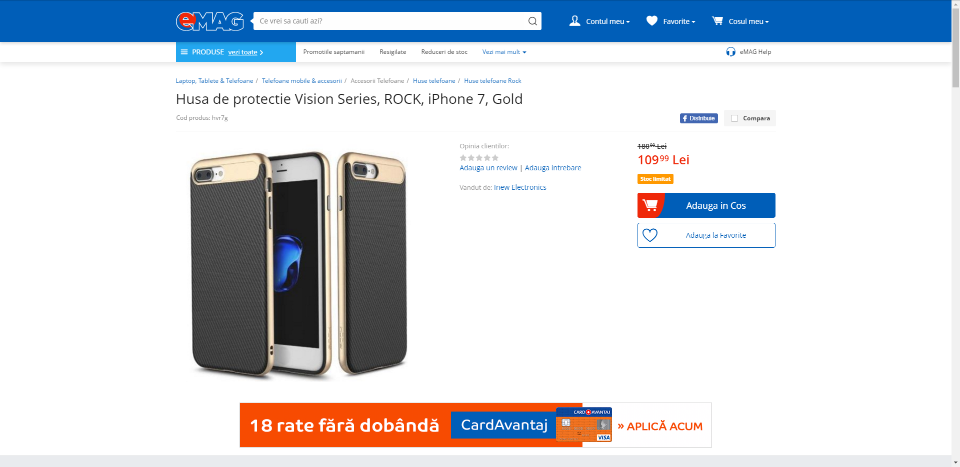 eMAG
Ce vrei sa cauti azi?
Contul meu
Favorite
Cosul meu
PRODUSE vezi toate
Promotiile saptamanii
Resigilate
Reduceri de stoc
Vezi mai mult
eMAG Help
Laptop, Tablete & Telefoane / Telefoane mobile & accesorii / Accesorii Telefoane / Huse telefoane / Huse telefoane Rock
Husa de protectie Vision Series, ROCK, iPhone 7, Gold
Cod produs: hvr7g
Distribuie
Compara
Opinia clientilor:
Adauga un review | Adauga intrebare
Vandut de: Inew Electronics
Lei
109 99 Lei
Stoc limitat
Adauga in Cos
Adauga la Favorite
18 rate fără dobândă
CardAvantaj
CARD AVANTAJ
VISA
» APLICĂ ACUM